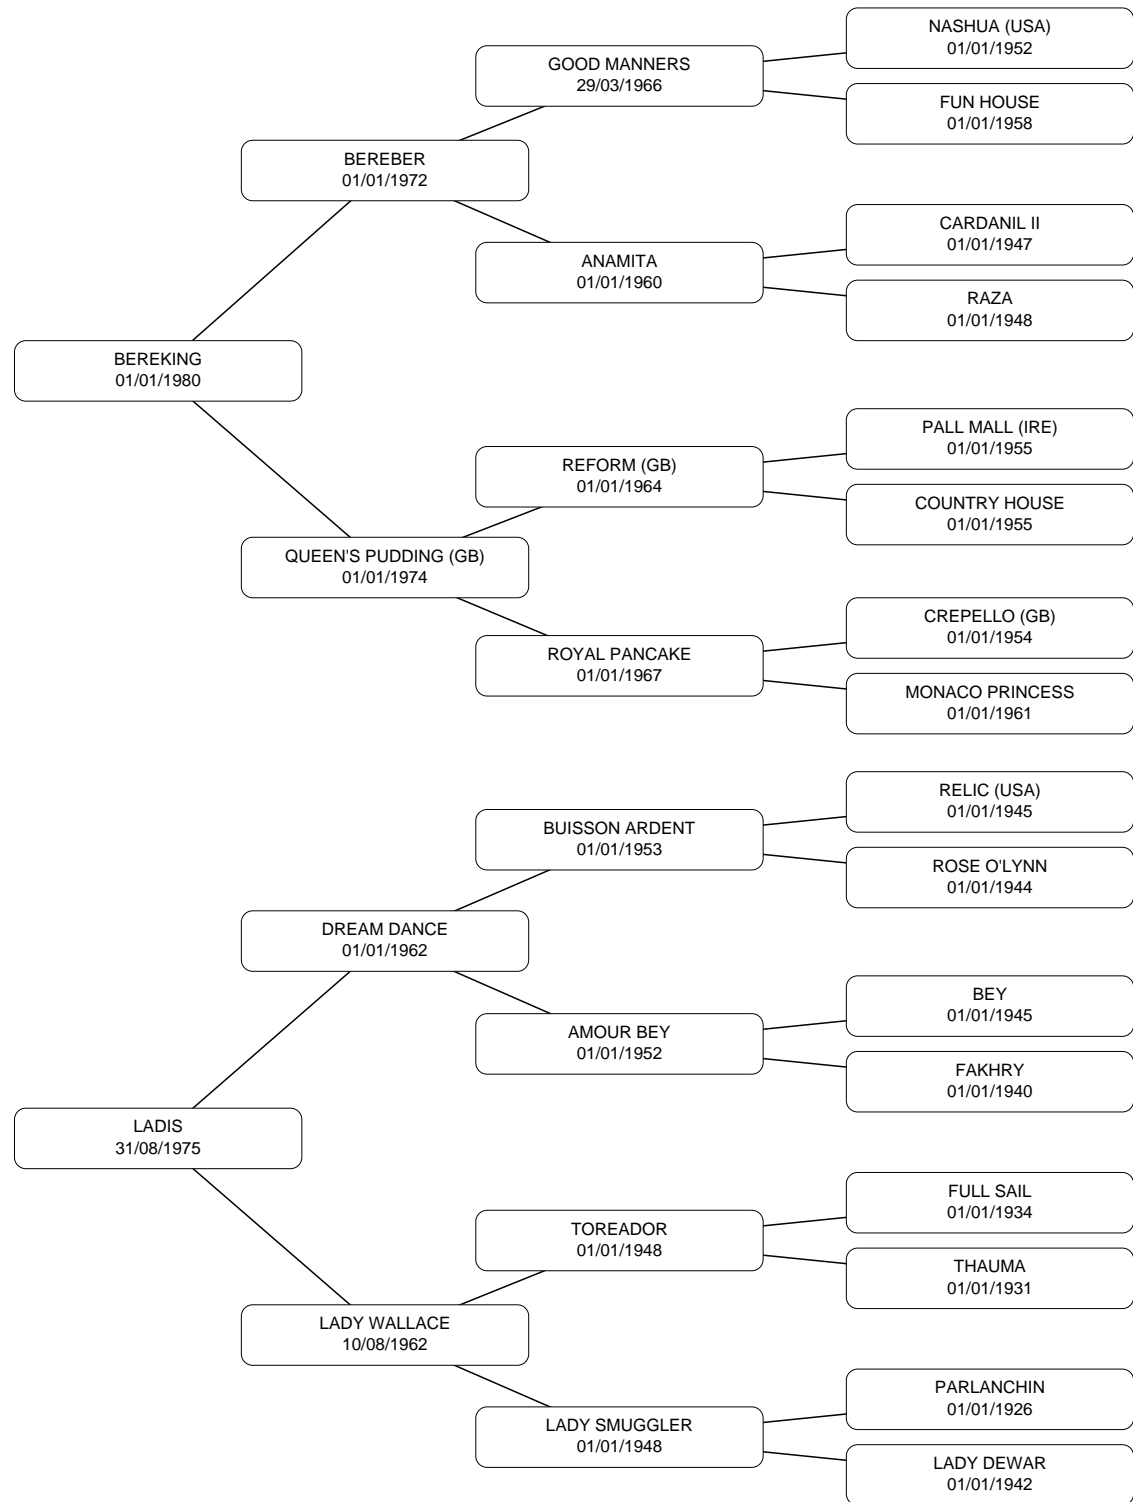 NASHUA (USA)
01/01/1952
GOOD MANNERS
29/03/1966
FUN HOUSE
01/01/1958
BEREBER
01/01/1972
CARDANIL II
01/01/1947
ANAMITA
01/01/1960
RAZA
01/01/1948
BEREKING
01/01/1980
PALL MALL (IRE)
01/01/1955
REFORM (GB)
01/01/1964
COUNTRY HOUSE
01/01/1955
QUEEN'S PUDDING (GB)
01/01/1974
CREPELLO (GB)
01/01/1954
ROYAL PANCAKE
01/01/1967
MONACO PRINCESS
01/01/1961
RELIC (USA)
01/01/1945
BUISSON ARDENT
01/01/1953
ROSE O'LYNN
01/01/1944
DREAM DANCE
01/01/1962
BEY
01/01/1945
AMOUR BEY
01/01/1952
FAKHRY
01/01/1940
LADIS
31/08/1975
FULL SAIL
01/01/1934
TOREADOR
01/01/1948
THAUMA
01/01/1931
LADY WALLACE
10/08/1962
PARLANCHIN
01/01/1926
LADY SMUGGLER
01/01/1948
LADY DEWAR
01/01/1942